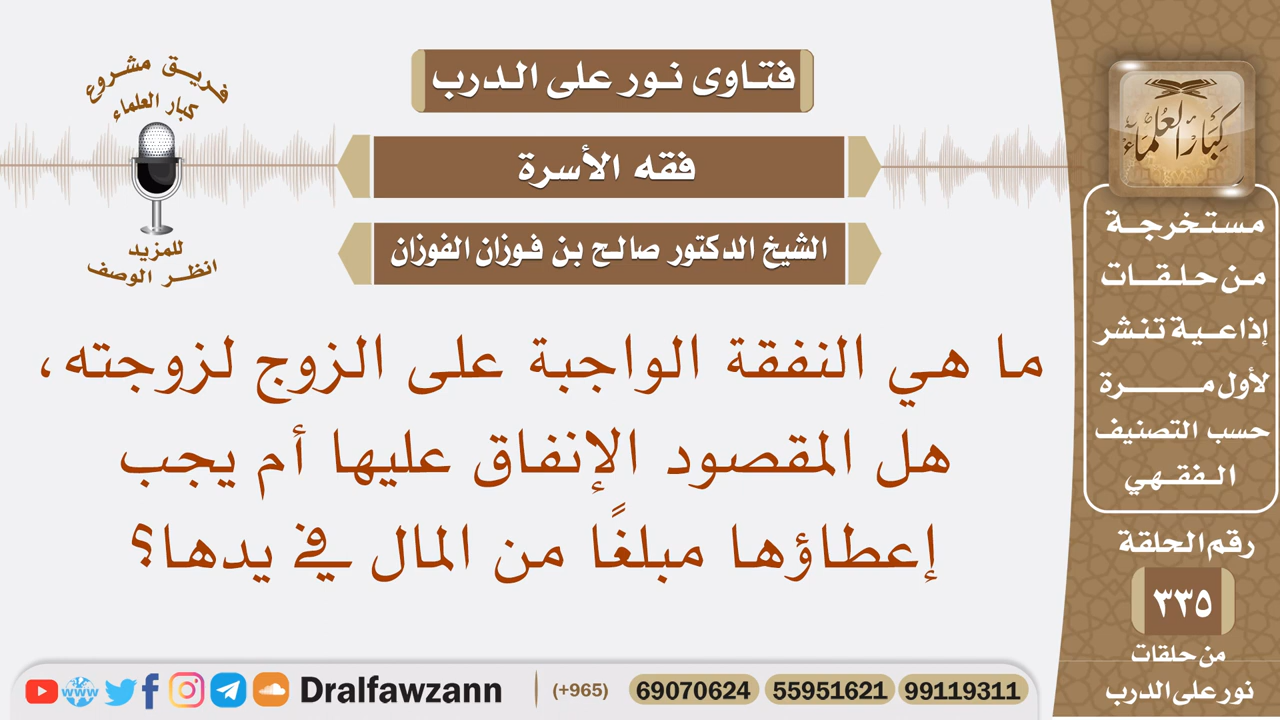 فتاوى نور على الدرب
فقه الأسرة
الشيخ الدكتور صالح بن فوزان الفوزان
ما هي النفقة الواجبة على الزوج لزوجته،
هل المقصود الإنفاق عليها أم يجب
إعطاؤها مبلغًا من المال في يدها؟
فريق مشروع
كبار العلماء
للمزيد
انظر الوصف
كبار العلماء
مستخرجة
من حلقات
إذاعية تنشر
لأول مرة
حسب التصنيف
الفقهي
رقم الحلقة
٣٣٥
من حلقات
نور على الدرب
www
Dralfawzann
(+965)
69070624
55951621
99119311